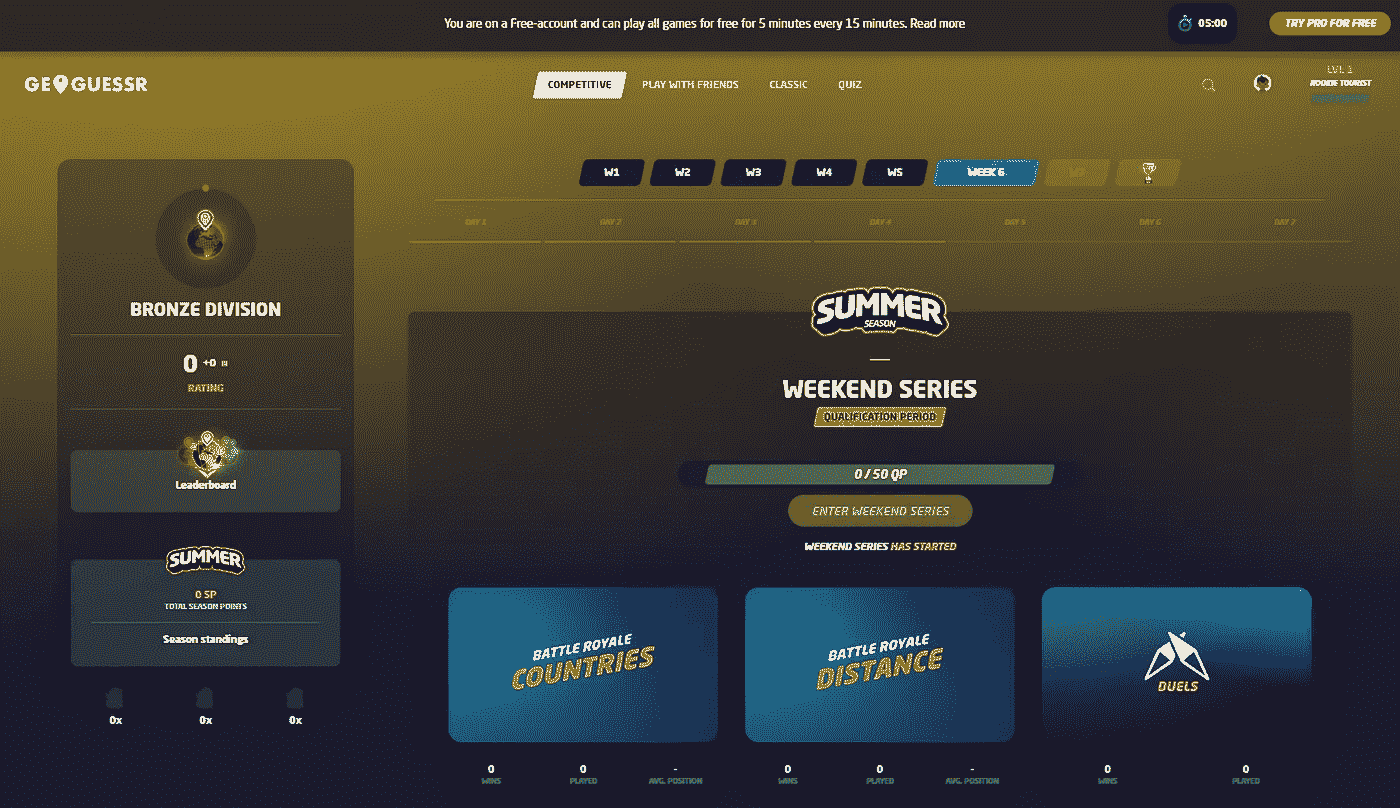 You are on a Free-account and can play all games for free for 5 minutes every 15 minutes. Read more
05:00
TRY PRO FOR FREE
GEOGUESSR
COMPETITIVE
PLAY WITH FRIENDS
CLASSIC
QUIZ
LVL 1
ROOKIE TOURIST
W1
W2
W3
W4
W5
WEEK 6
W7
DAY 1
DAY 2
DAY 3
DAY 4
DAY 5
DAY 6
DAY 7
BRONZE DIVISION
0 +0
RATING
Leaderboard
SUMMER
0 SP
TOTAL SEASON POINTS
Season standings
0x
0x
0x
SUMMER
SEASON
WEEKEND SERIES
QUALIFICATION PERIOD
0 / 50 QP
ENTER WEEKEND SERIES
WEEKEND SERIES HAS STARTED
BATTLE ROYALE
COUNTRIES
0
WINS
0
PLAYED
-
AVG. POSITION
BATTLE ROYALE
DISTANCE
0
WINS
0
PLAYED
-
AVG. POSITION
DUELS
0
WINS
0
PLAYED